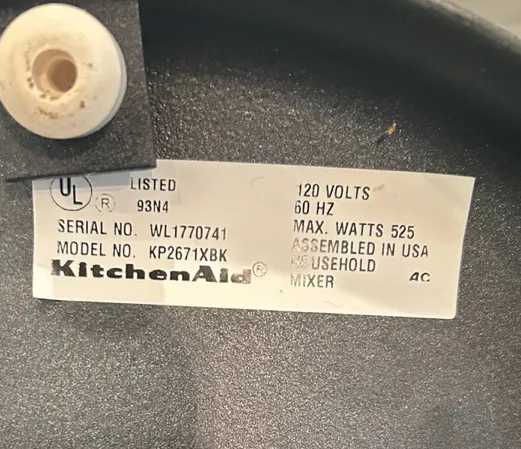 UL ® LISTED
93N4
SERIAL NO. WL1770741
MODEL NO. KP2671XBK
KitchenAid®
120 VOLTS
60 HZ
MAX. WATTS 525
ASSEMBLED IN USA
HOUSEHOLD
MIXER AC